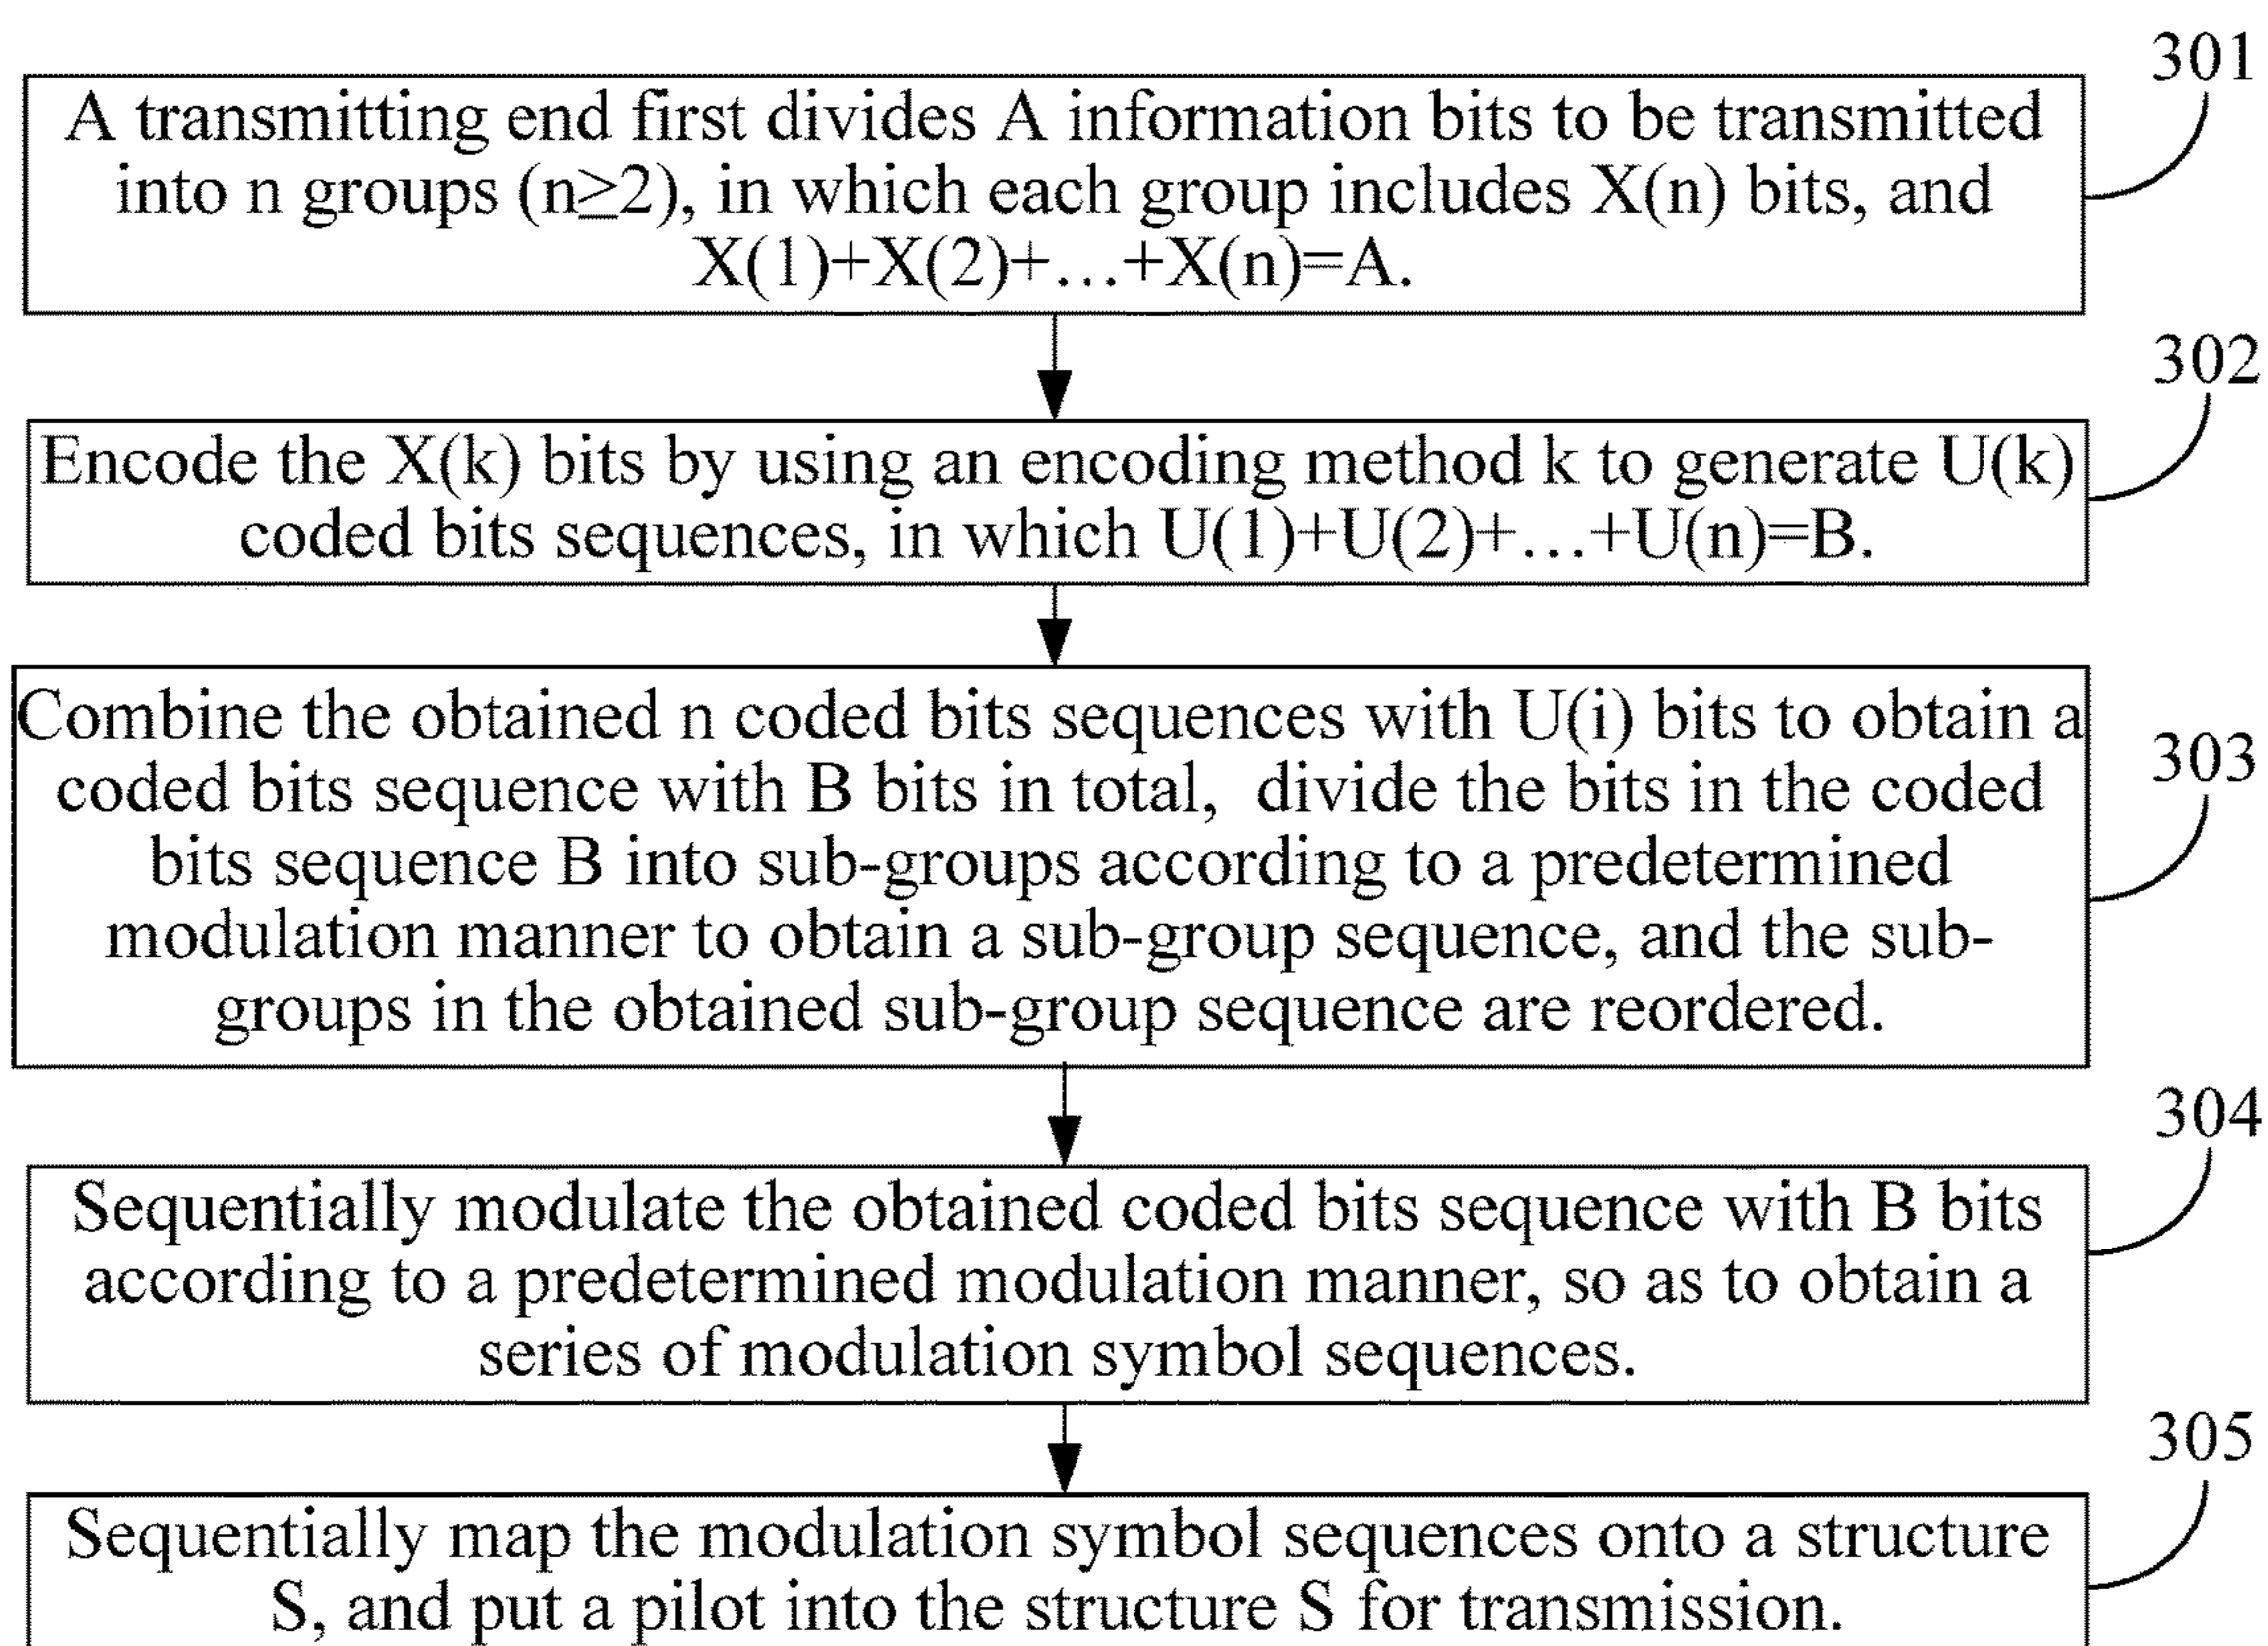 301
A transmitting end first divides A information bits to be transmitted
into n groups (n≥2), in which each group includes X(n) bits, and
X(1)+X(2)+...+X(n)=A.
302
Encode the X(k) bits by using an encoding method k to generate U(k)
coded bits sequences, in which U(1)+U(2)+...+U(n)=B.
303
Combine the obtained n coded bits sequences with U(i) bits to obtain a
coded bits sequence with B bits in total, divide the bits in the coded
bits sequence B into sub-groups according to a predetermined
modulation manner to obtain a sub-group sequence, and the sub-
groups in the obtained sub-group sequence are reordered.
304
Sequentially modulate the obtained coded bits sequence with B bits
according to a predetermined modulation manner, so as to obtain a
series of modulation symbol sequences.
305
Sequentially map the modulation symbol sequences onto a structure
S, and put a pilot into the structure S for transmission.